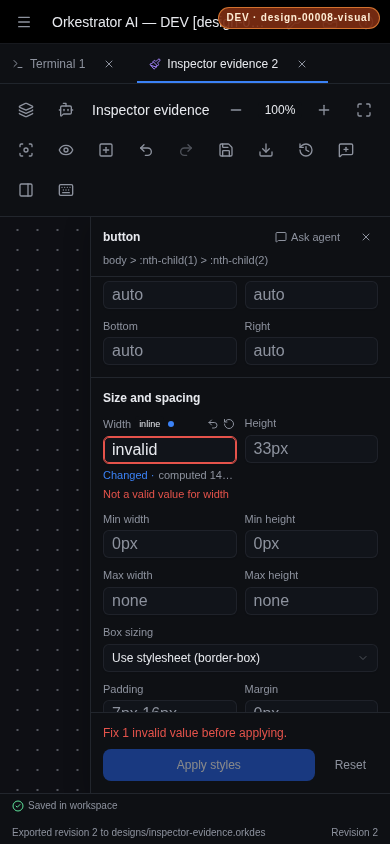 Orkestrator AI — DEV [desig
DEV · design-00008-visual
Terminal 1
Inspector evidence 2
Inspector evidence
100%
button
Ask agent
body > :nth-child(1) > :nth-child(2)
auto
auto
Bottom
Right
auto
auto
Size and spacing
Width inline
Height
invalid
33px
Changed · computed 14…
Not a valid value for width
Min width
Min height
0px
0px
Max width
Max height
none
none
Box sizing
Use stylesheet (border-box)
Padding
Margin
7px 16px
0px
Fix 1 invalid value before applying.
Apply styles
Reset
Saved in workspace
Exported revision 2 to designs/inspector-evidence.orkdes
Revision 2